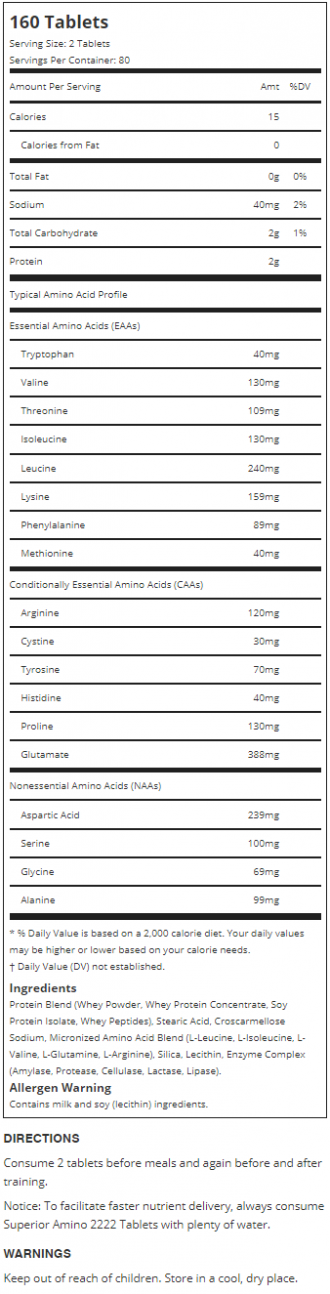 160 Tablets
Serving Size: 2 Tablets
Servings Per Container: 80
Amount Per Serving Amt %DV
Calories 15
Calories from Fat 0
Total Fat 0g 0%
Sodium 40mg 2%
Total Carbohydrate 2g 1%
Protein 2g
Typical Amino Acid Profile
Essential Amino Acids (EAAs)
Tryptophan 40mg
Valine 130mg
Threonine 109mg
Isoleucine 130mg
Leucine 240mg
Lysine 159mg
Phenylalanine 89mg
Methionine 40mg
Conditionally Essential Amino Acids (CAAs)
Arginine 120mg
Cystine 30mg
Tyrosine 70mg
Histidine 40mg
Proline 130mg
Glutamate 388mg
Nonessential Amino Acids (NAAs)
Aspartic Acid 239mg
Serine 100mg
Glycine 69mg
Alanine 99mg
* % Daily Value is based on a 2,000 calorie diet. Your daily values
may be higher or lower based on your calorie needs.
† Daily Value (DV) not established.
Ingredients
Protein Blend (Whey Powder, Whey Protein Concentrate, Soy
Protein Isolate, Whey Peptides), Stearic Acid, Croscarmellose
Sodium, Micronized Amino Acid Blend (L-Leucine, L-Isoleucine, L-
Valine, L-Glutamine, L-Arginine), Silica, Lecithin, Enzyme Complex
(Amylase, Protease, Cellulase, Lactase, Lipase).
Allergen Warning
Contains milk and soy (lecithin) ingredients.
DIRECTIONS
Consume 2 tablets before meals and again before and after
training.
Notice: To facilitate faster nutrient delivery, always consume
Superior Amino 2222 Tablets with plenty of water.
WARNINGS
Keep out of reach of children. Store in a cool, dry place.